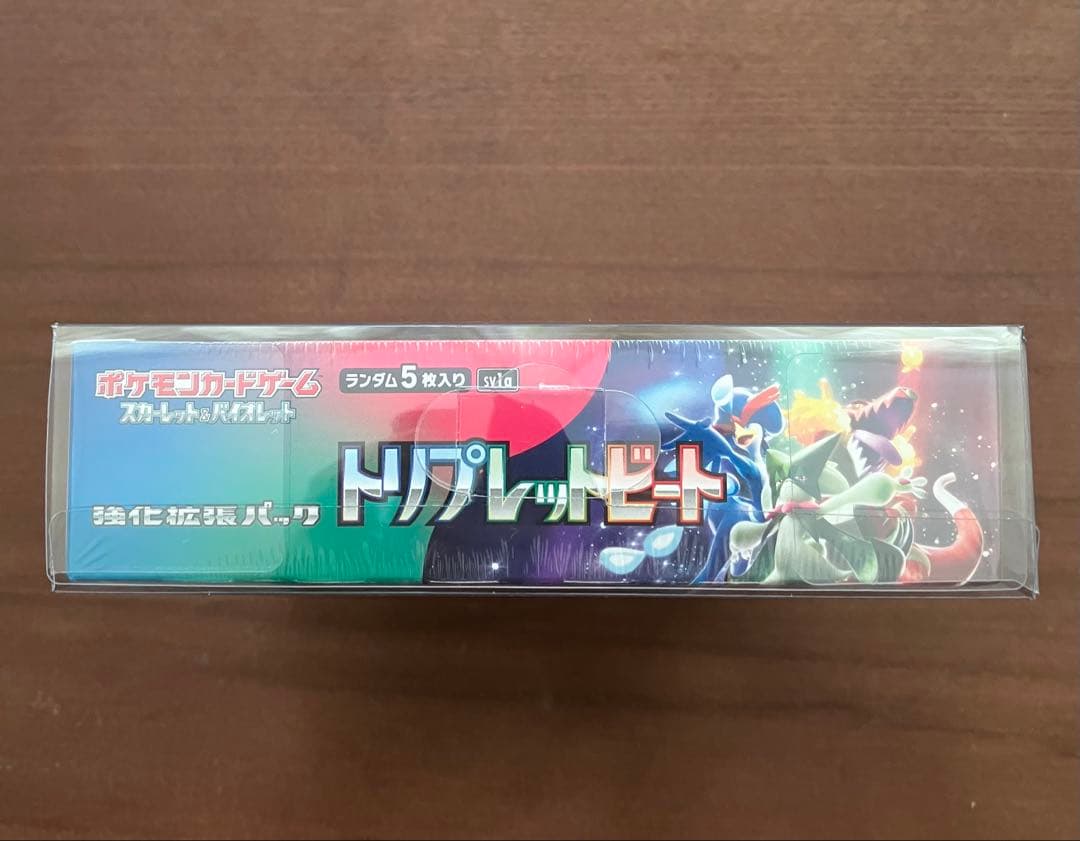 ポケモンカードゲーム
スカーレット&バイオレット
ランダム5枚入り sv1a
強化拡張パック
トリプレットビート